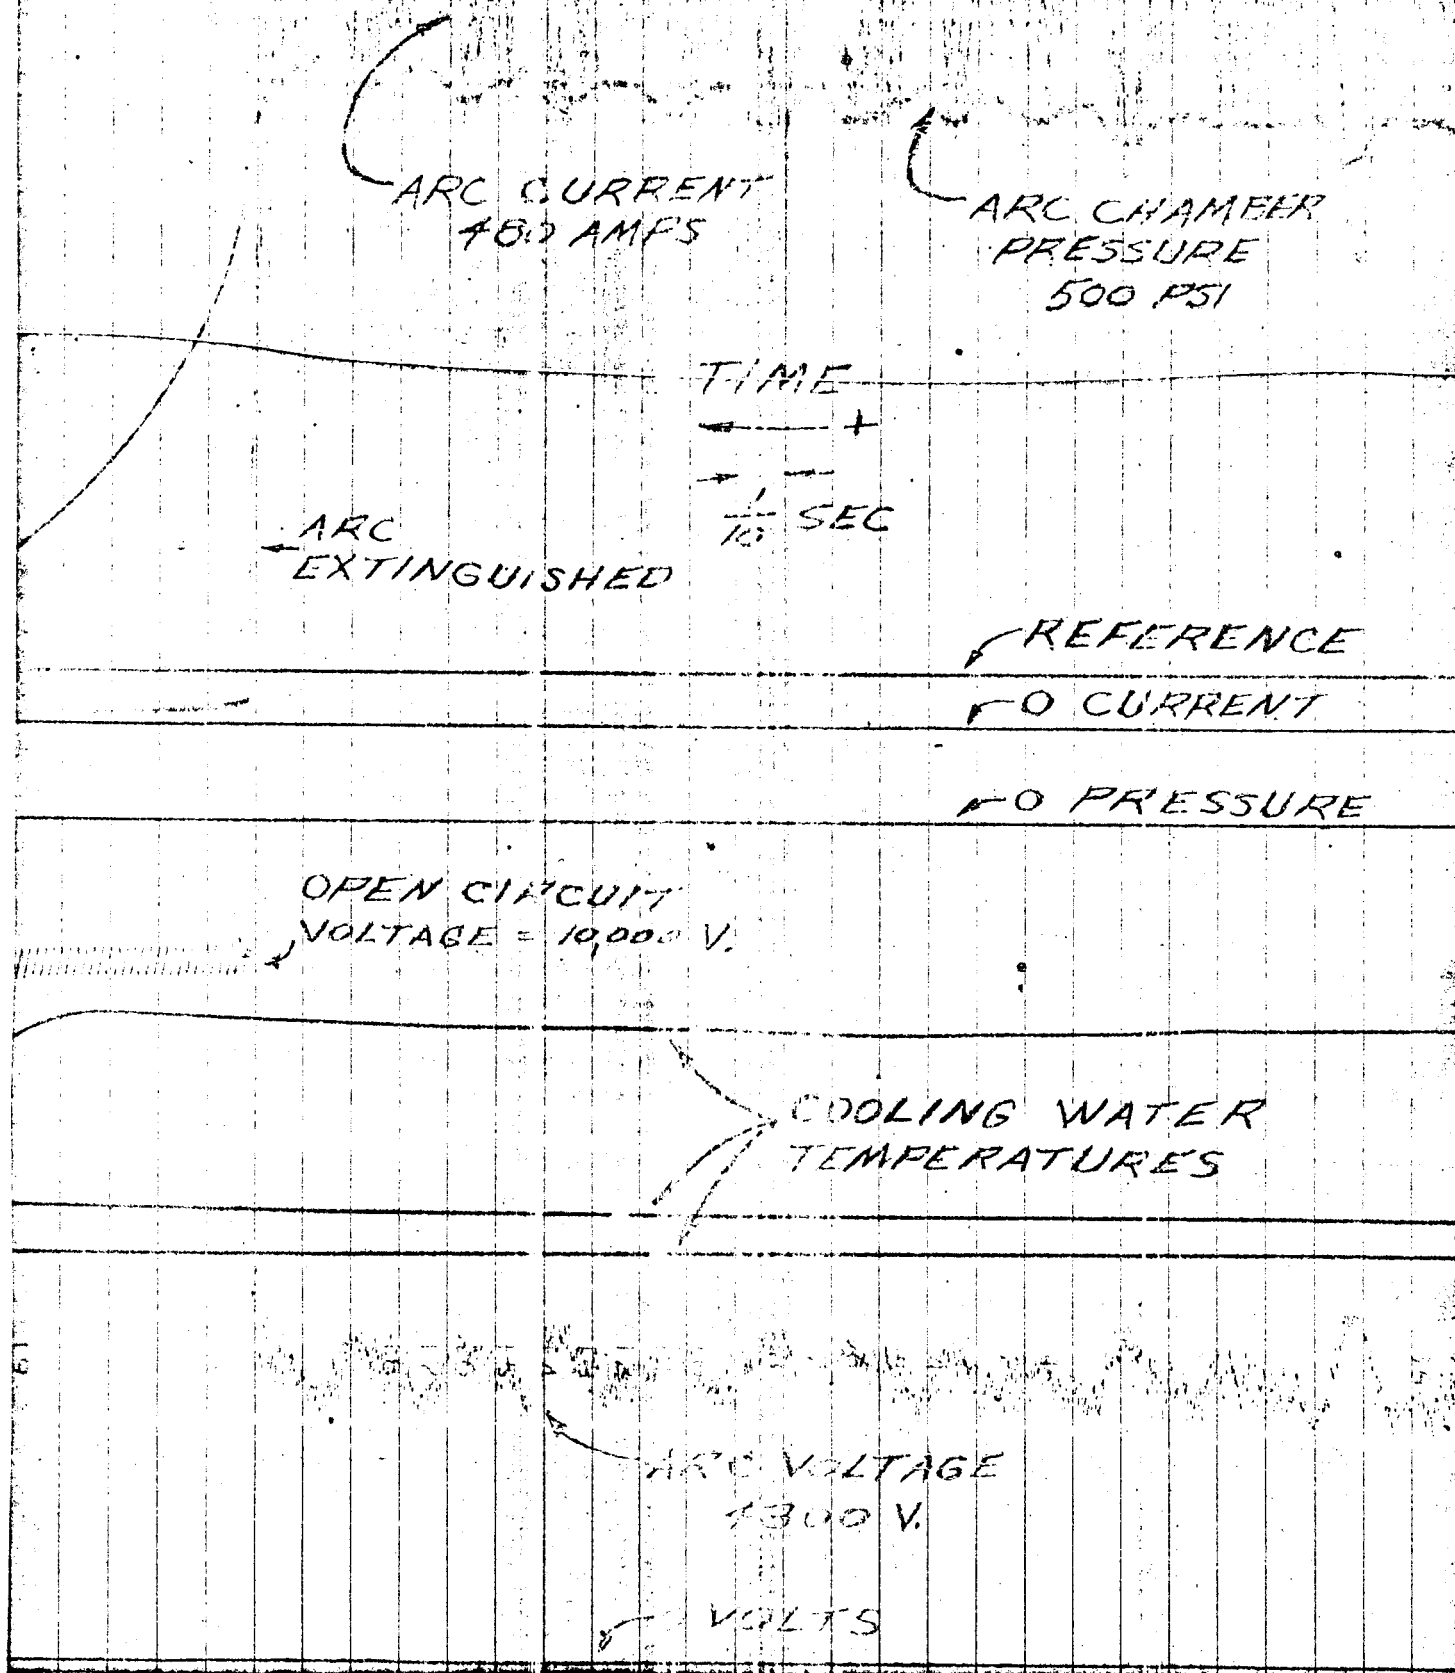 ARC CURRENT
AMPS
ARC CHAMBER
PRESSURE
500 PSI
TIME
← +
→ —
1/10 SEC
ARC
EXTINGUISHED
REFERENCE
O CURRENT
O PRESSURE
OPEN CIRCUIT
VOLTAGE = 10,000 V.
COOLING WATER
TEMPERATURES
ARC VOLTAGE
4300 V.
VOLTS